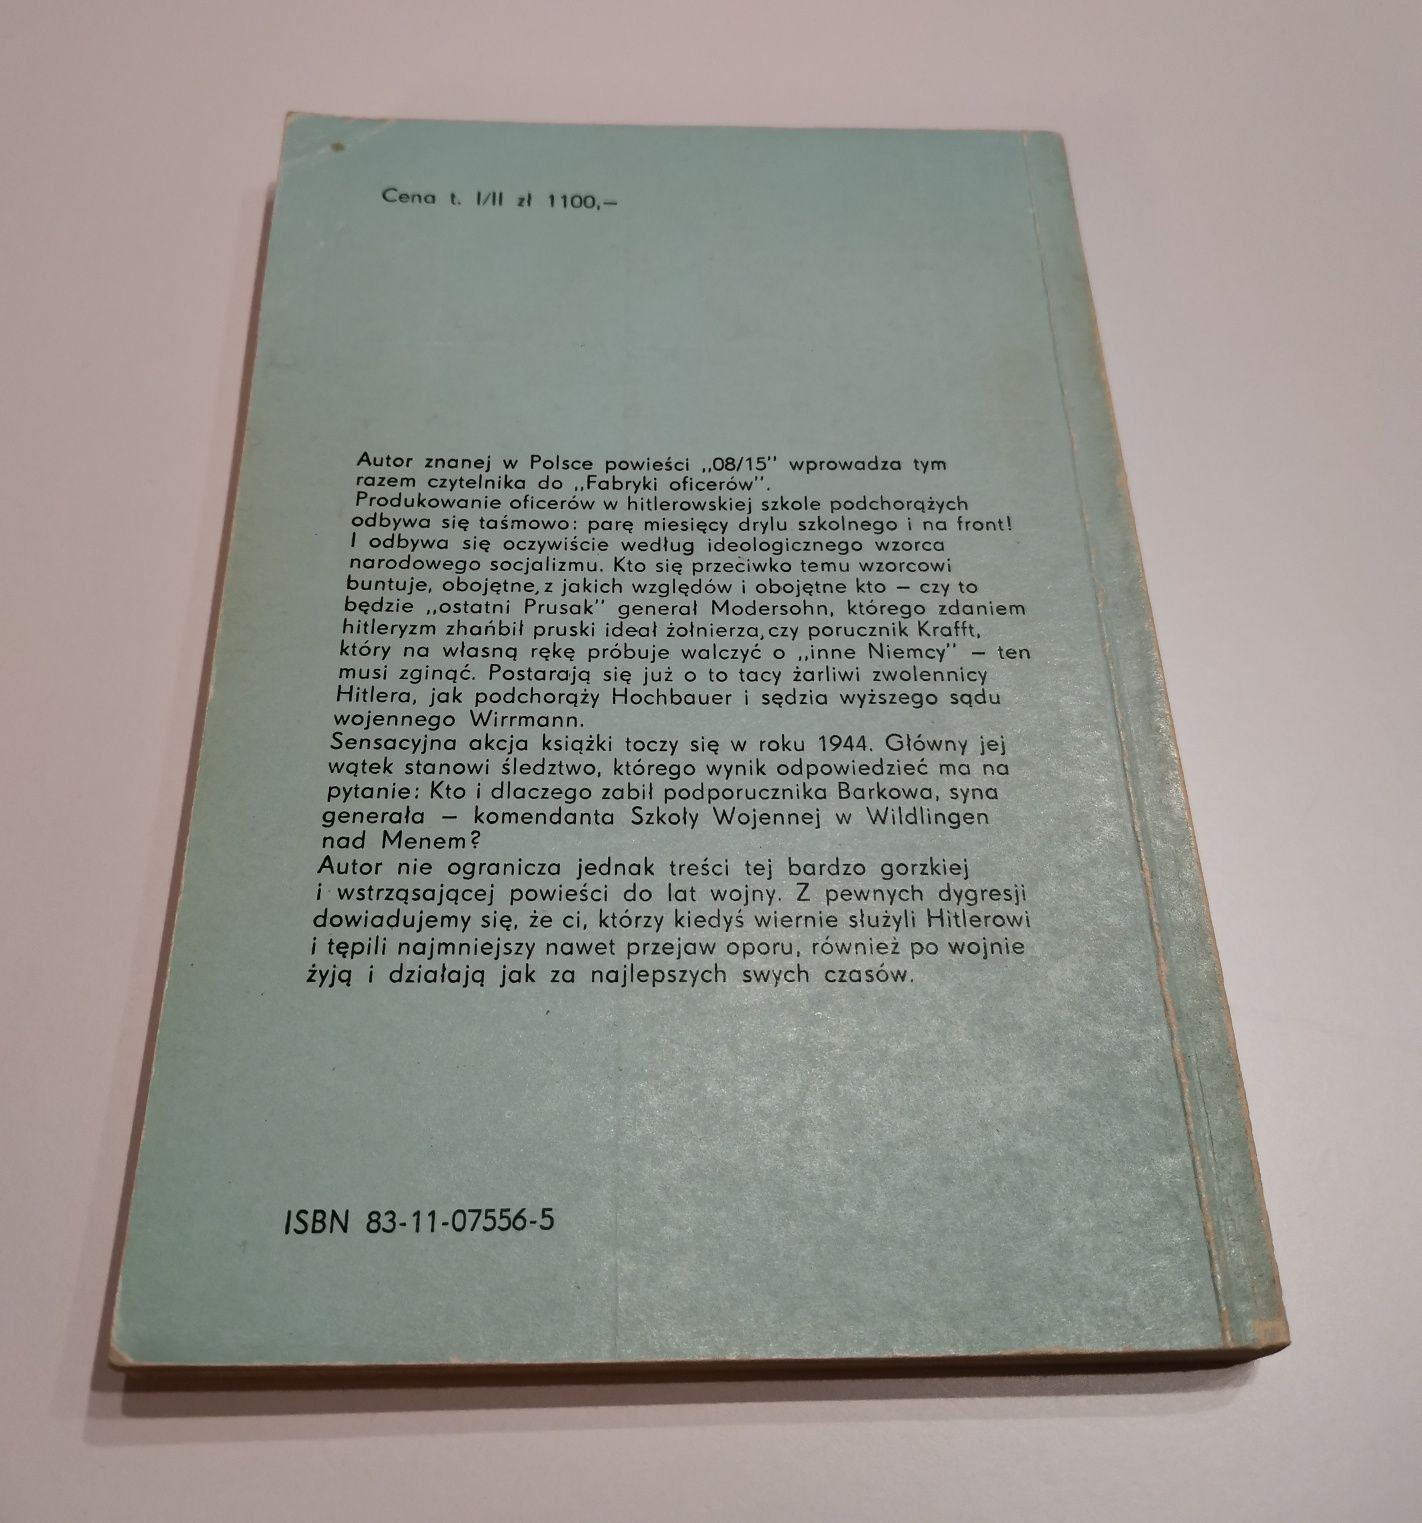 Cena t. I/II zł 1100,—
Autor znanej w Polsce powieści „08/15" wprowadza tym
razem czytelnika do „Fabryki oficerów".
Produkowanie oficerów w hitlerowskiej szkole podchorążych
odbywa się taśmowo: parę miesięcy drylu szkolnego i na front!
I odbywa się oczywiście według ideologicznego wzorca
narodowego socjalizmu. Kto się przeciwko temu wzorcowi
buntuje, obojętne, z jakich względów i obojętne kto — czy to
będzie „ostatni Prusak" generał Modersohn, którego zdaniem
hitleryzm zhańbił pruski ideał żołnierza, czy porucznik Krafft,
który na własną rękę próbuje walczyć o „inne Niemcy" — ten
musi zginąć. Postarają się już o to tacy żarliwi zwolennicy
Hitlera, jak podchorąży Hochbauer i sędzia wyższego sądu
wojennego Wirrmann.
Sensacyjna akcja książki toczy się w roku 1944. Główny jej
wątek stanowi śledztwo, którego wynik odpowiedzieć ma na
pytanie: Kto i dlaczego zabił podporucznika Barkowa, syna
generała — komendanta Szkoły Wojennej w Wildlingen
nad Menem?
Autor nie ogranicza jednak treści tej bardzo gorzkiej
i wstrząsającej powieści do lat wojny. Z pewnych dygresji
dowiadujemy się, że ci, którzy kiedyś wiernie służyli Hitlerowi
i tępili najmniejszy nawet przejaw oporu, również po wojnie
żyją i działają jak za najlepszych swych czasów.
ISBN 83-11-07556-5